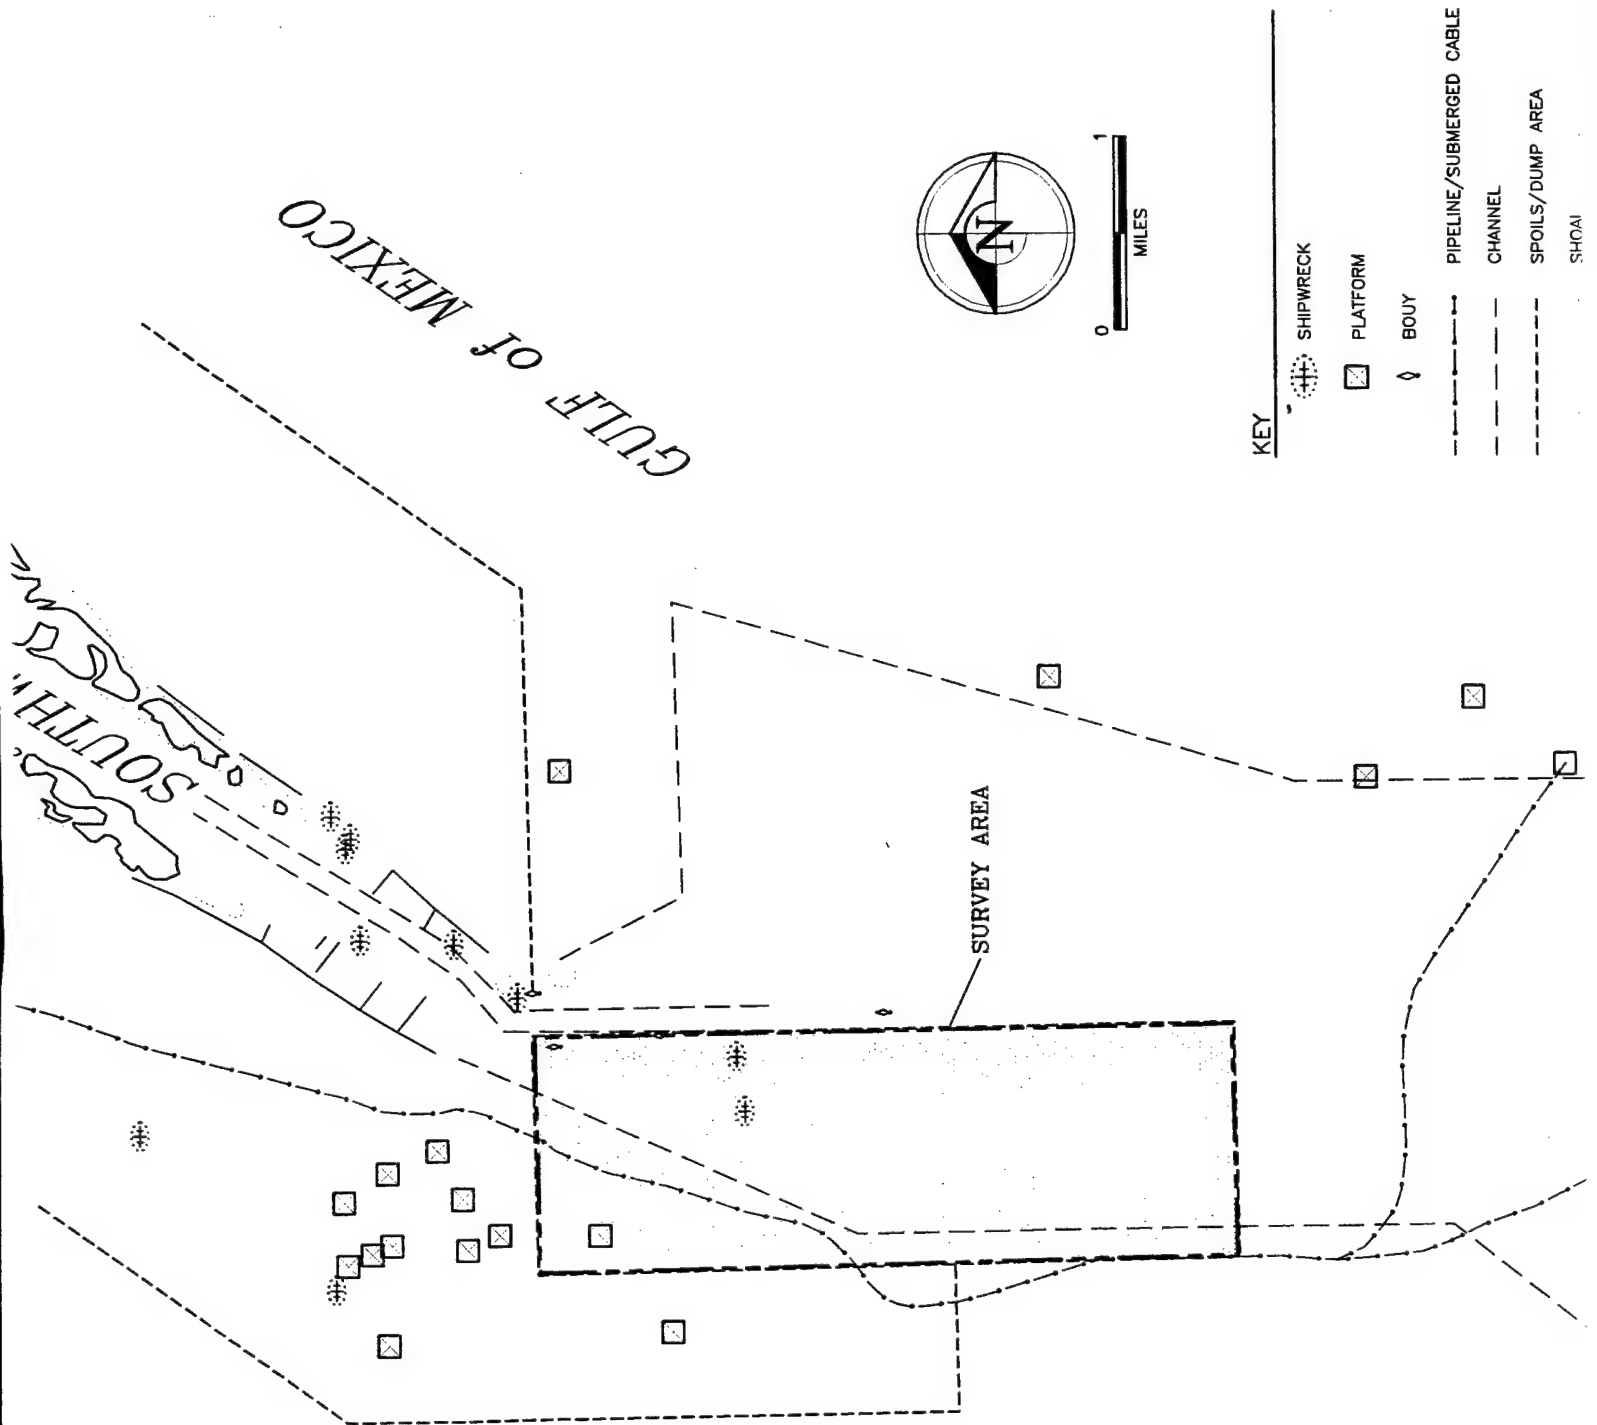 SOUTH
GULF of MEXICO
SURVEY AREA
N
0 1
MILES
KEY
SHIPWRECK
PLATFORM
BOUY
PIPELINE/SUBMERGED CABLE
CHANNEL
SPOILS/DUMP AREA
SHOAL